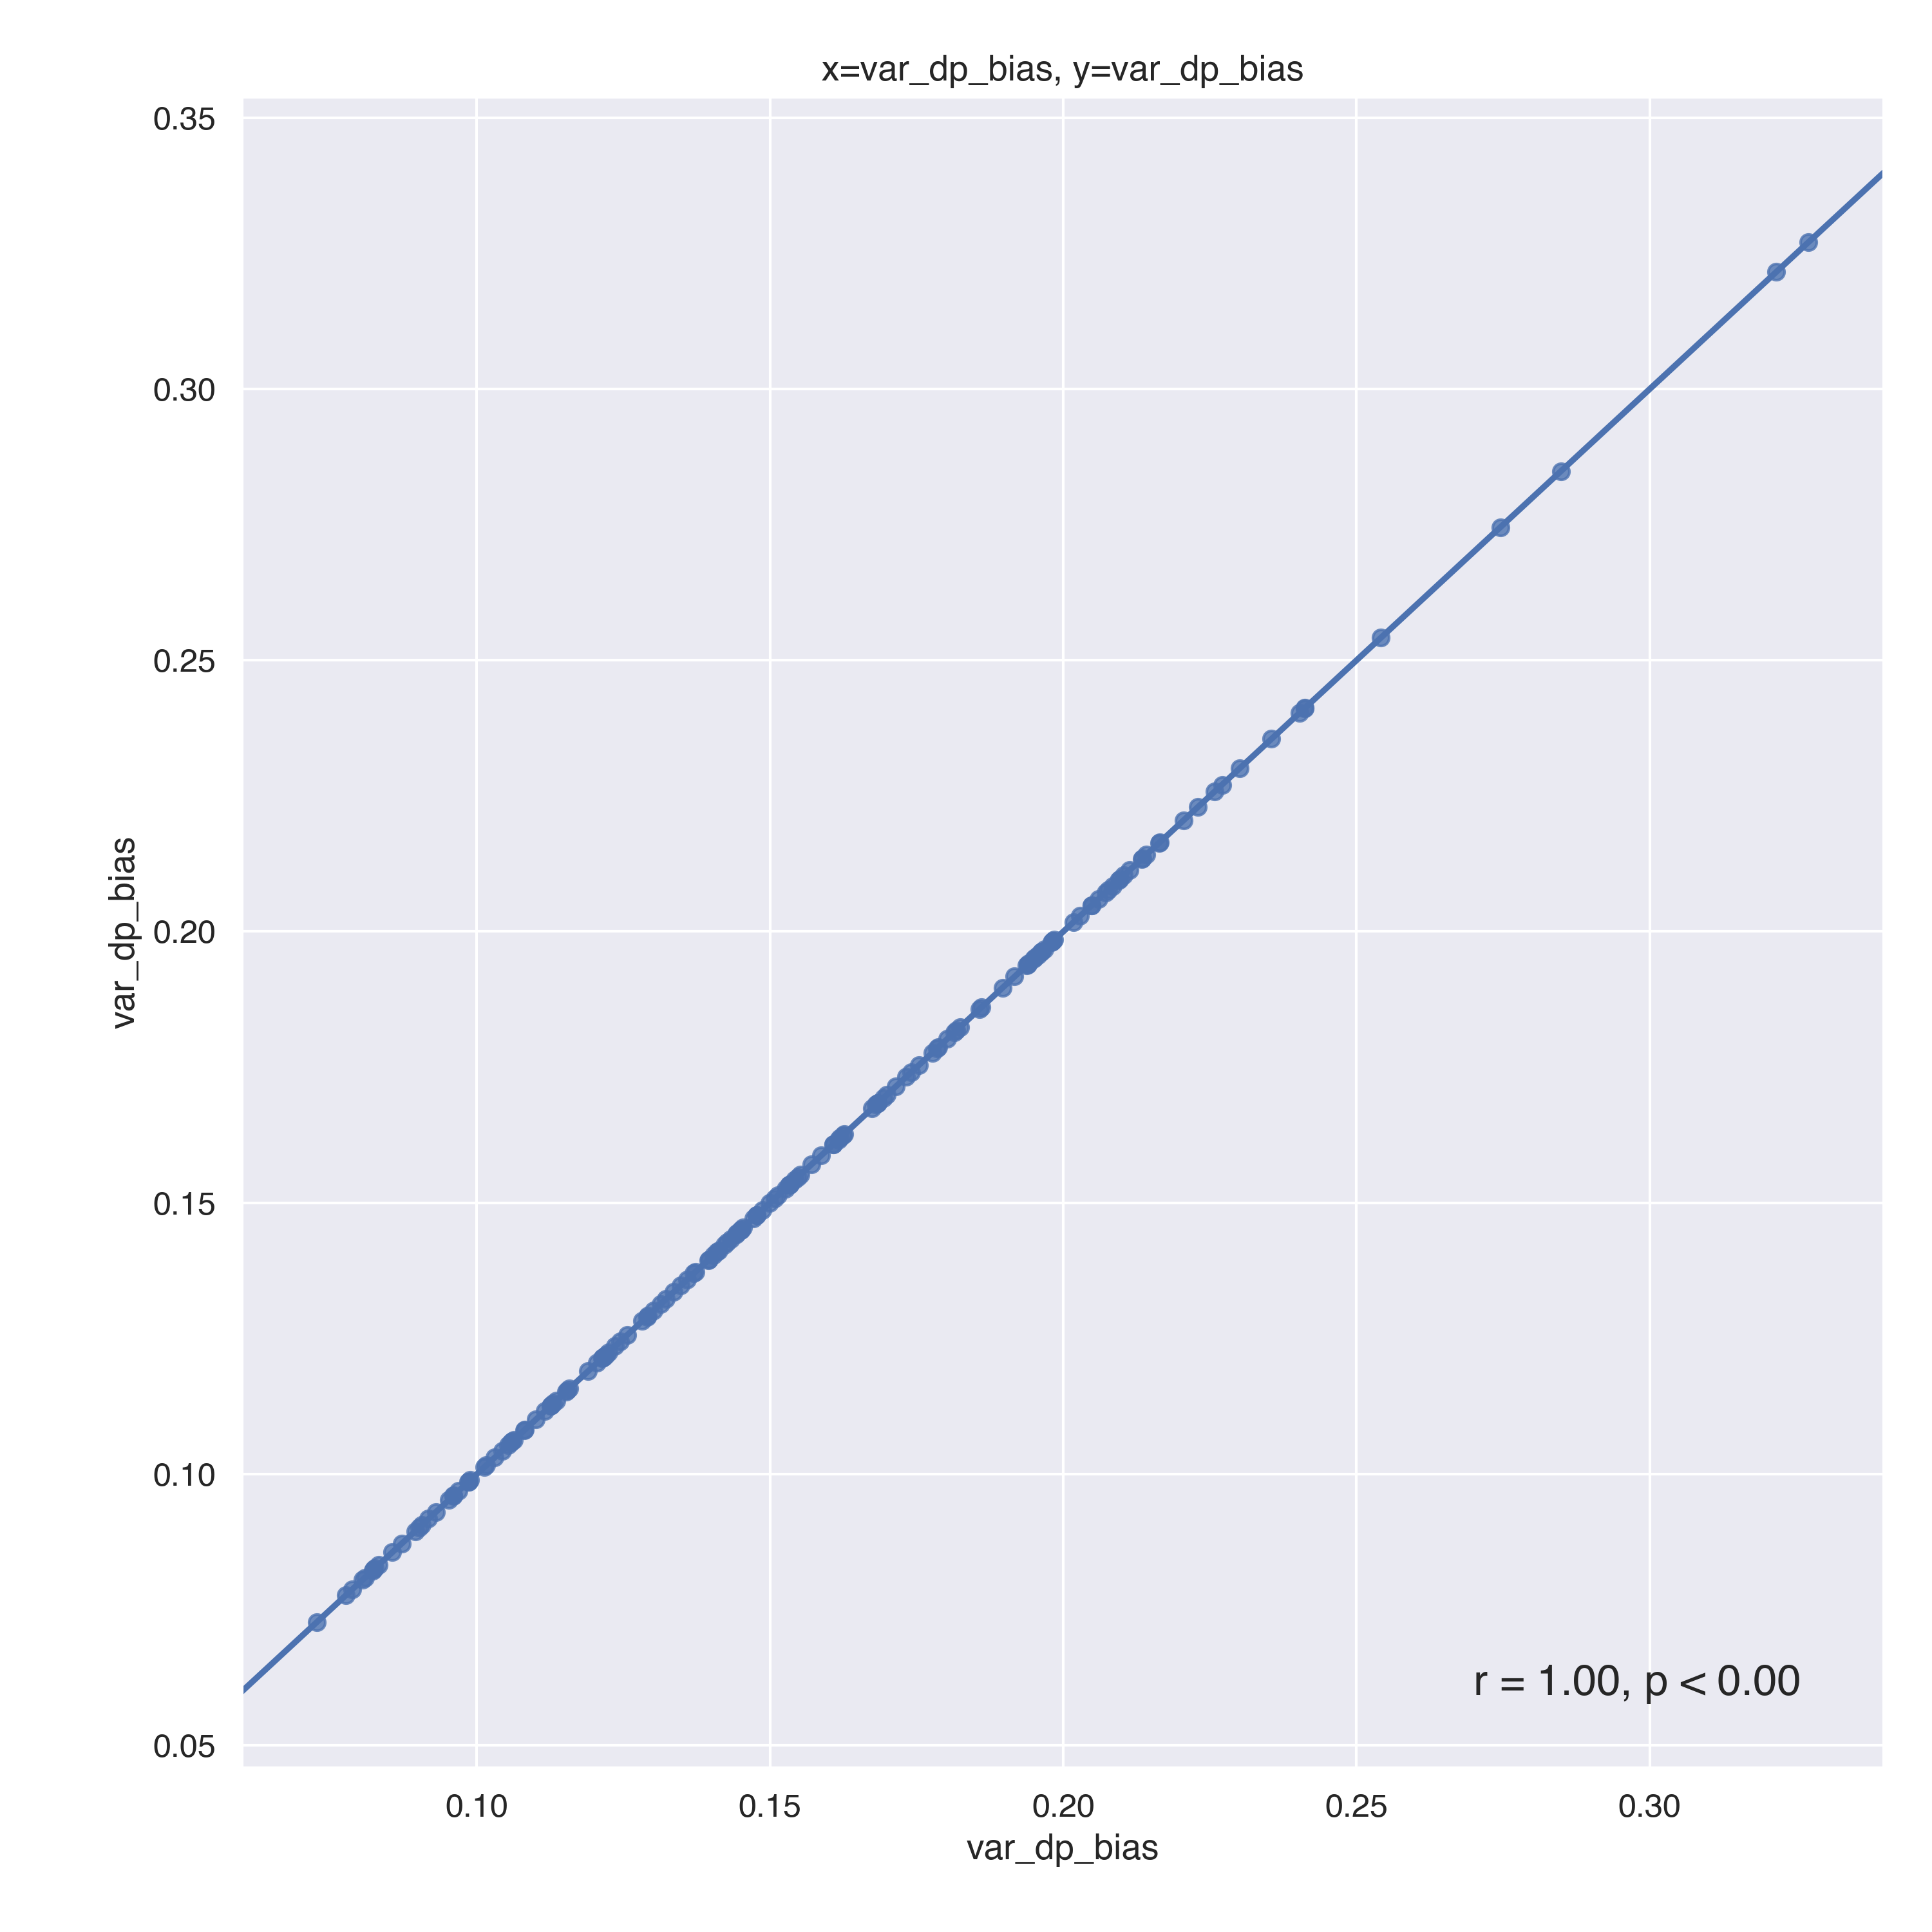 x=var_dp_bias, y=var_dp_bias
0.35
0.30
0.25
0.20
0.15
0.10
0.05
var_dp_bias
r = 1.00, p < 0.00
0.10 0.15 0.20 0.25 0.30
var_dp_bias